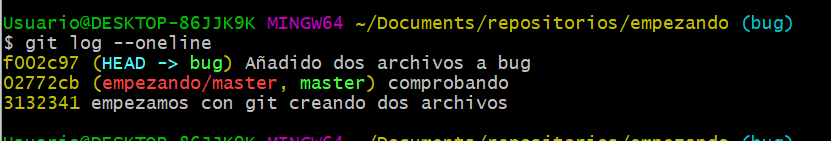 Usuario@DESKTOP-86JJK9K MINGW64 ~/Documents/repositorios/empezando (bug)
$ git log --oneline
f002c97 (HEAD -> bug) Añadido dos archivos a bug
02772cb (empezando/master, master) comprobando
3132341 empezamos con git creando dos archivos
Usuario@DESKTOP-86JJK9K MINGW64 ~/Documents/repositorios/empezando (bug)